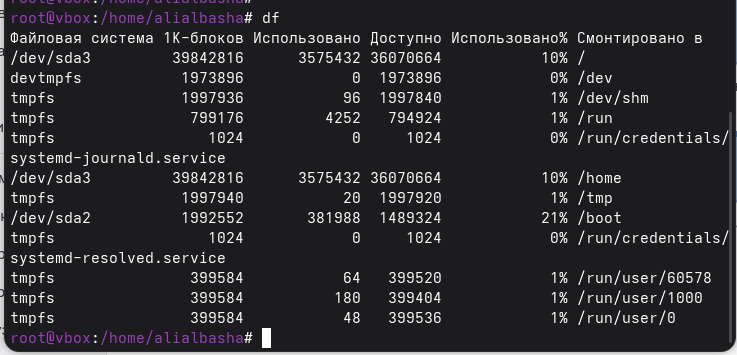 root@vbox:/home/alialbasha# df
Файловая система 1K-блоков Использовано Доступно Использовано% Смонтировано в
/dev/sda3 39842816 3575432 36070664 10% /
devtmpfs 1973896 0 1973896 0% /dev
tmpfs 1997936 96 1997840 1% /dev/shm
tmpfs 799176 4252 794924 1% /run
tmpfs 1024 0 1024 0% /run/credentials/
systemd-journald.service
/dev/sda3 39842816 3575432 36070664 10% /home
tmpfs 1997940 20 1997920 1% /tmp
/dev/sda2 1992552 381988 1489324 21% /boot
tmpfs 1024 0 1024 0% /run/credentials/
systemd-resolved.service
tmpfs 399584 64 399520 1% /run/user/60578
tmpfs 399584 180 399404 1% /run/user/1000
tmpfs 399584 48 399536 1% /run/user/0
root@vbox:/home/alialbasha#